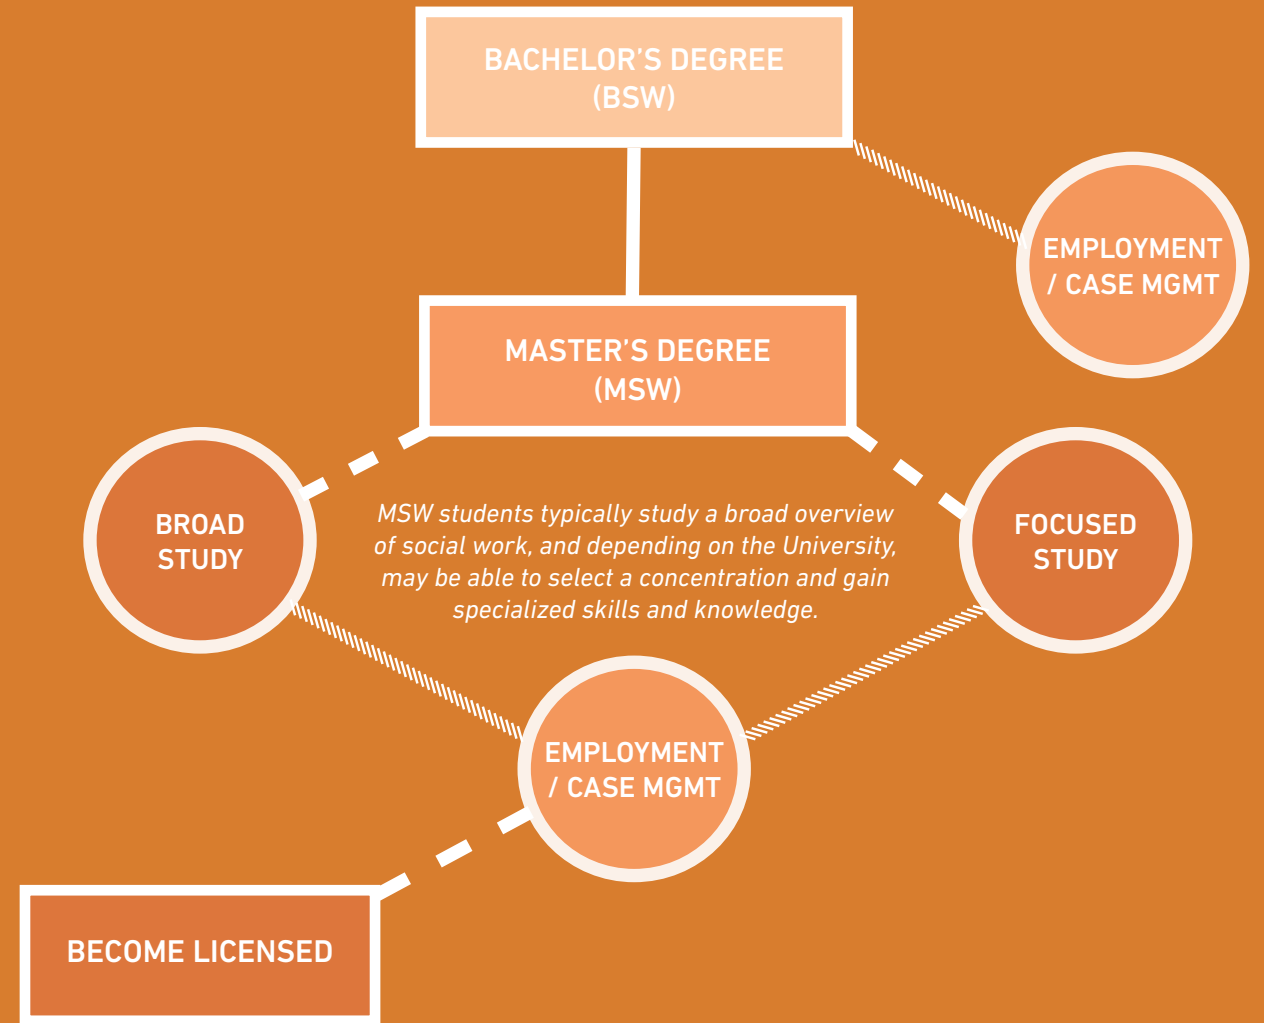 BACHELOR'S DEGREE
(BSW)
EMPLOYMENT
/ CASE MGMT
MASTER'S DEGREE
(MSW)
BROAD
STUDY
MSW students typically study a broad overview
of social work, and depending on the University,
may be able to select a concentration and gain
specialized skills and knowledge.
FOCUSED
STUDY
EMPLOYMENT
/ CASE MGMT
BECOME LICENSED